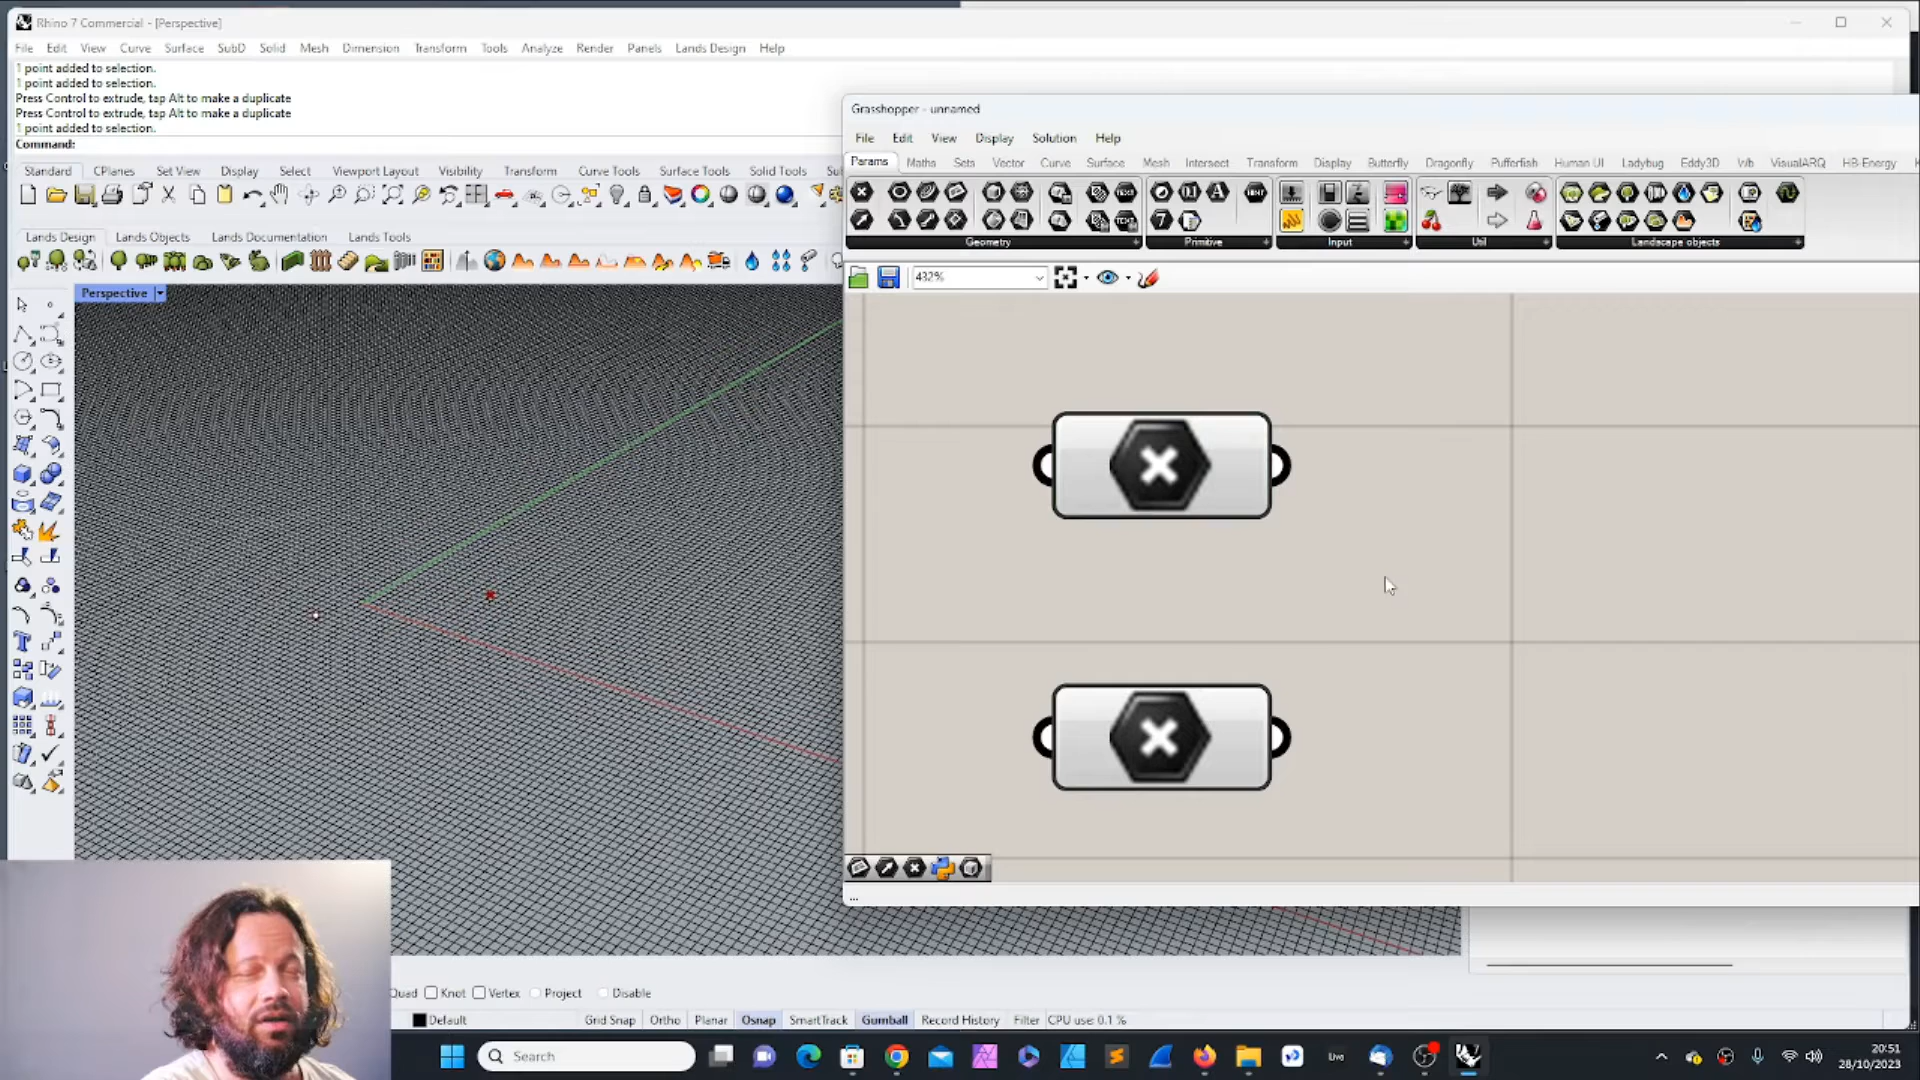 Rhino 7 Commercial - [Perspective]
File Edit View Curve Surface SubD Solid Mesh Dimension Transform Tools Analyze Render Panels Lands Design Help
1 point added to selection.
1 point added to selection.
Press Control to extrude, tap Alt to make a duplicate
Press Control to extrude, tap Alt to make a duplicate
1 point added to selection.
Command:
Standard CPlanes Set View Display Select Viewport Layout Visibility Transform Curve Tools Surface Tools Solid Tools
Lands Design Lands Objects Lands Documentation Lands Tools
Perspective
Grasshopper - unnamed
File Edit View Display Solution Help
Params Maths Sets Vector Curve Surface Mesh Intersect Transform Display Butterfly Dragonfly Pufferfish Human UI Ladybug Eddy3D Wb VisualARQ HB-Energy
Geometry Primitive Input Util Landscape objects
432%
...
Quad Knot Vertex Project Disable
Default Grid Snap Ortho Planar Osnap SmartTrack Gumball Record History Filter CPU use: 0.1 %
Search
Live
20:51
28/10/2023